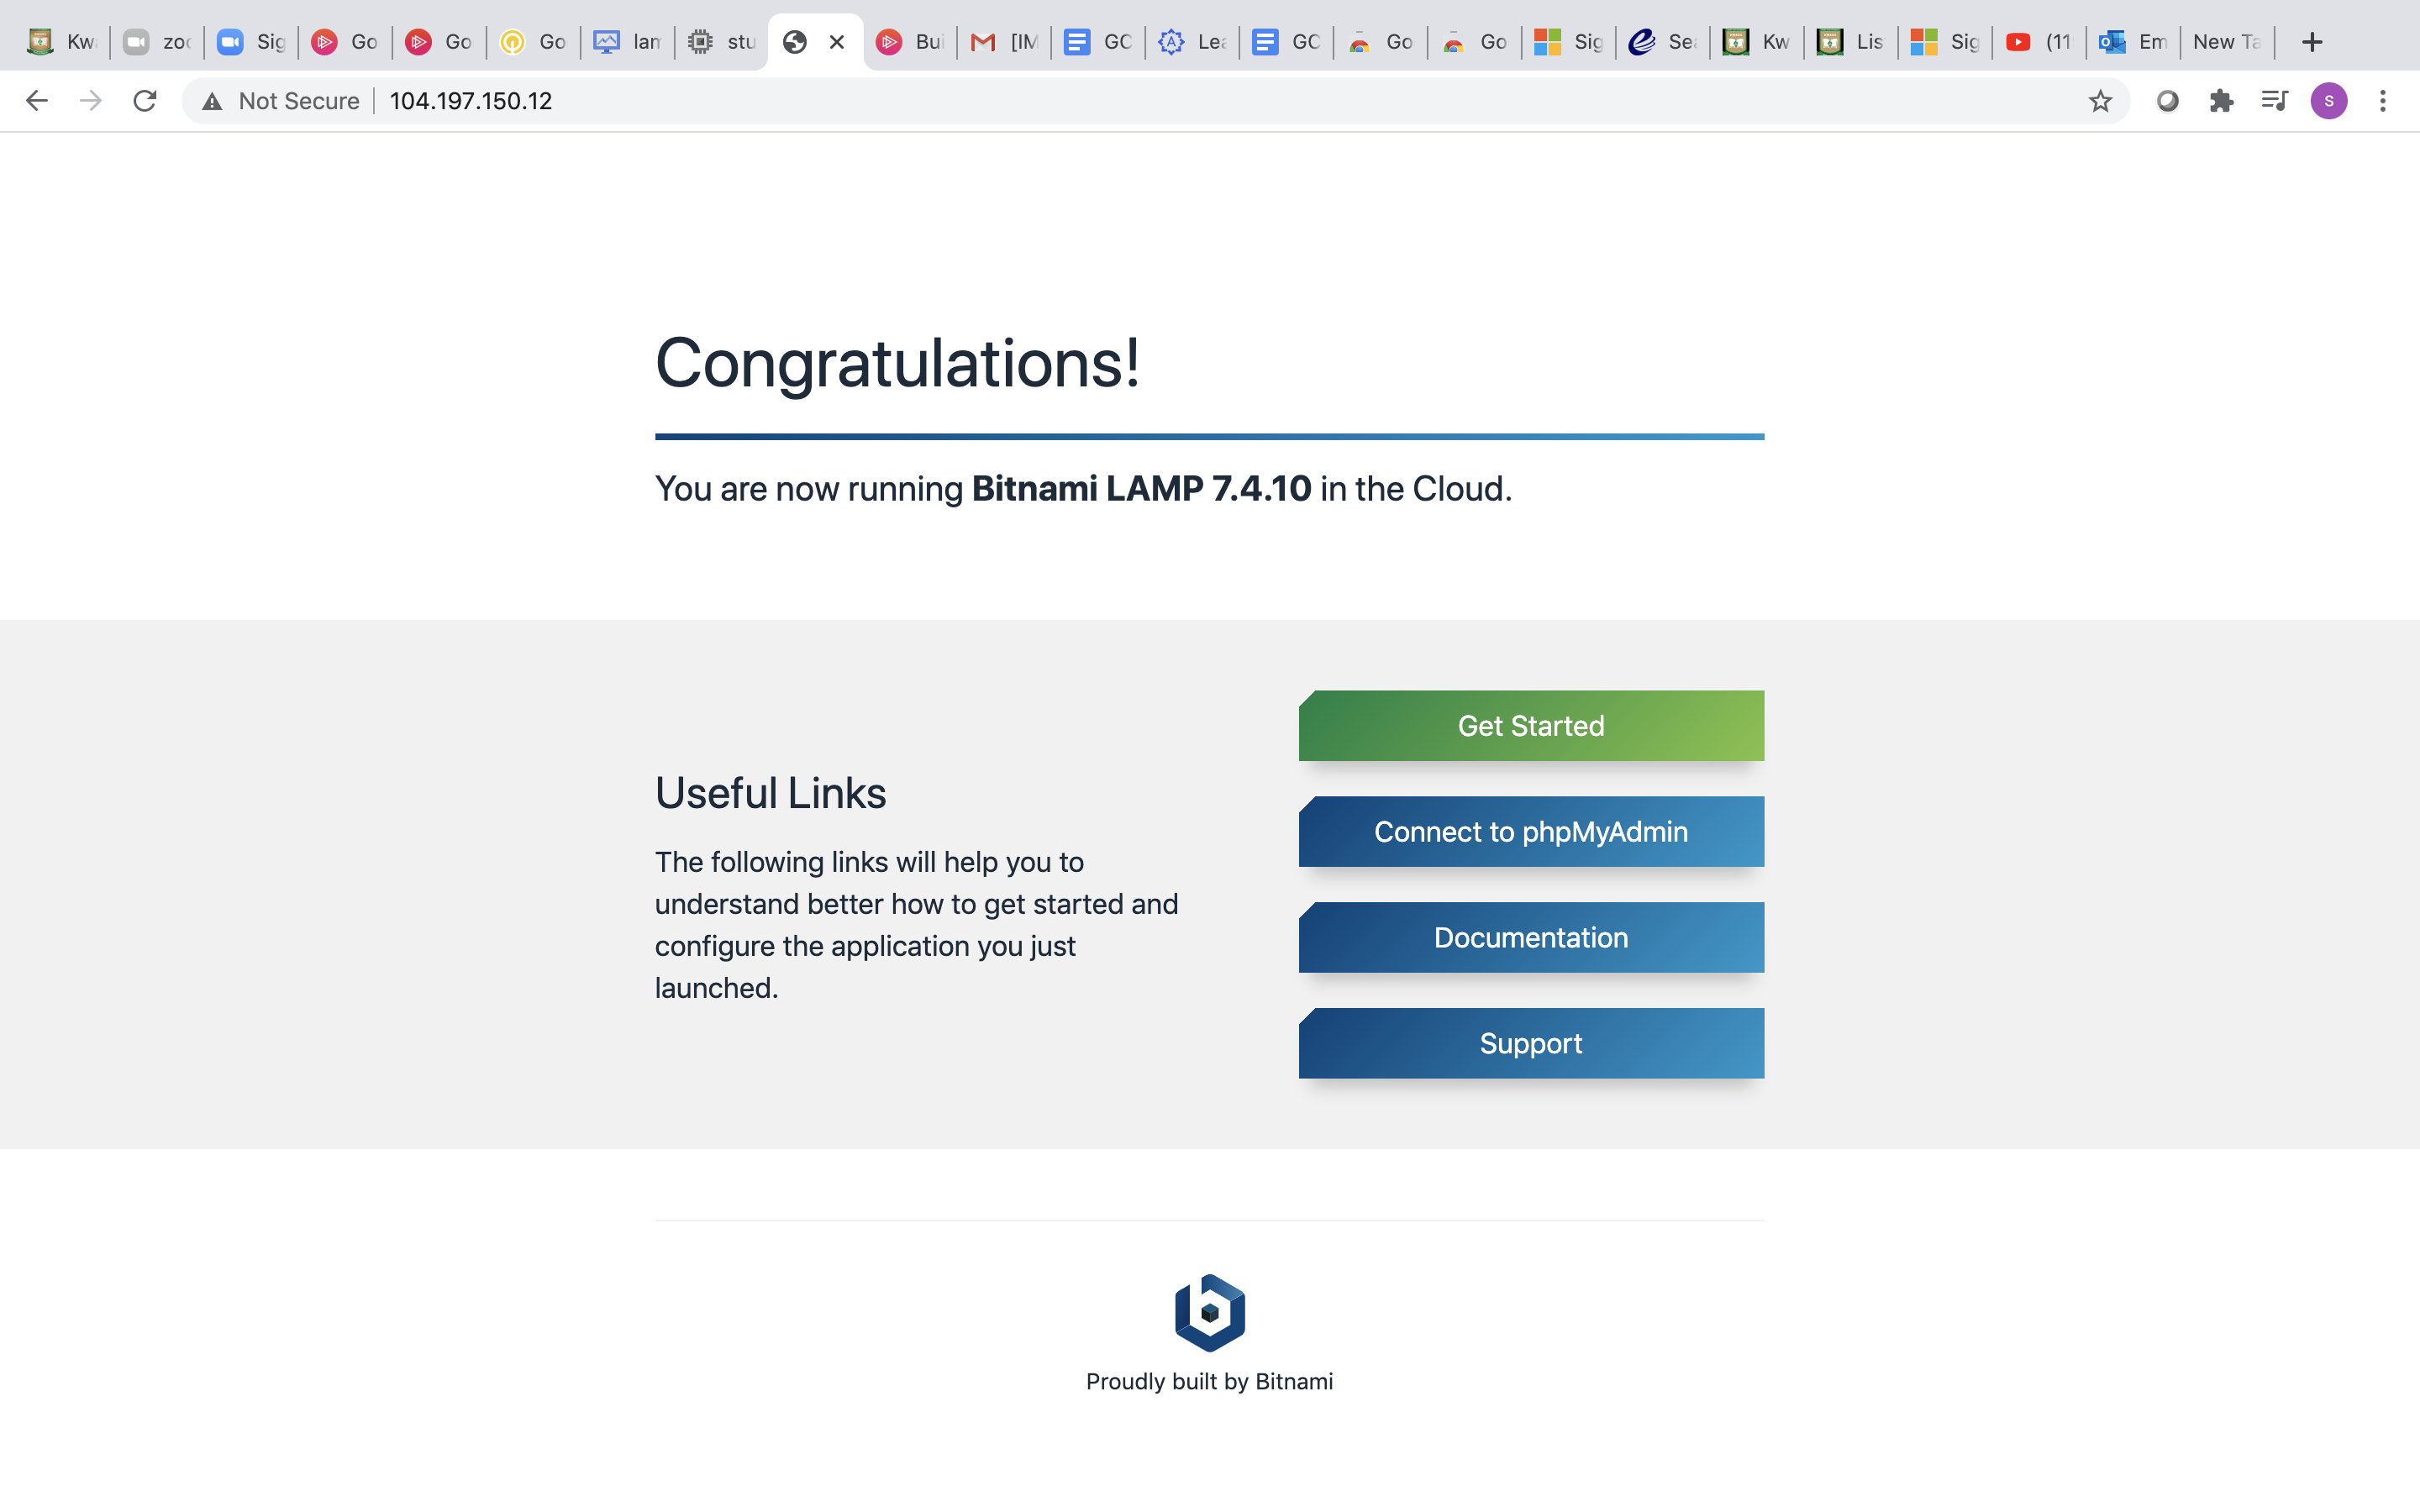 Kw
zoo
Sig
Go
Go
Go
lam
stu
Bui
[IM
GC
Lea
GC
Go
Go
Sig
Sea
Kw
Lis
Sig
(11
Em
New Ta
Not Secure
104.197.150.12
S
Congratulations!
You are now running Bitnami LAMP 7.4.10 in the Cloud.
Useful Links
The following links will help you to
understand better how to get started and
configure the application you just
launched.
Get Started
Connect to phpMyAdmin
Documentation
Support
Proudly built by Bitnami